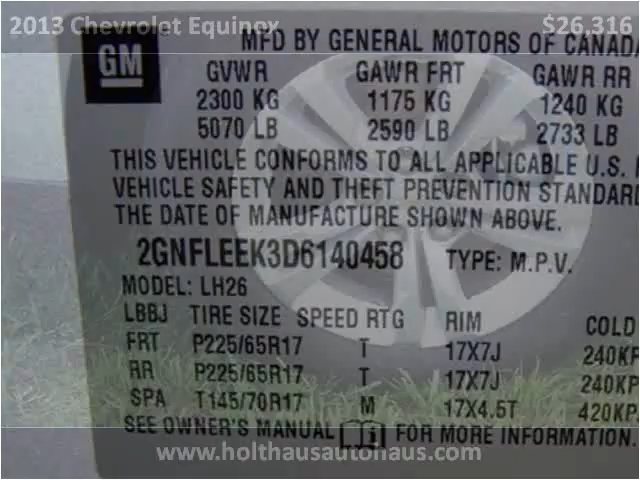 2013 Chevrolet Equinox $26,316
GM
MFD BY GENERAL MOTORS OF CANADA
GVWR GAWR FRT GAWR RR
2300 KG 1175 KG 1240 KG
5070 LB 2590 LB 2733 LB
THIS VEHICLE CONFORMS TO ALL APPLICABLE U.S.
VEHICLE SAFETY AND THEFT PREVENTION STANDARD
THE DATE OF MANUFACTURE SHOWN ABOVE.
2GNFLEEK3D6140458 TYPE: M.P.V.
MODEL: LH26
LBBJ TIRE SIZE SPEED RTG RIM COLD
FRT P225/65R17 T 17X7J 240KP
RR P225/65R17 T 17X7J 240KP
SPA T145/70R17 M 17X4.5T 420KP
SEE OWNER'S MANUAL i FOR MORE INFORMATION.
www.holthausautohaus.com